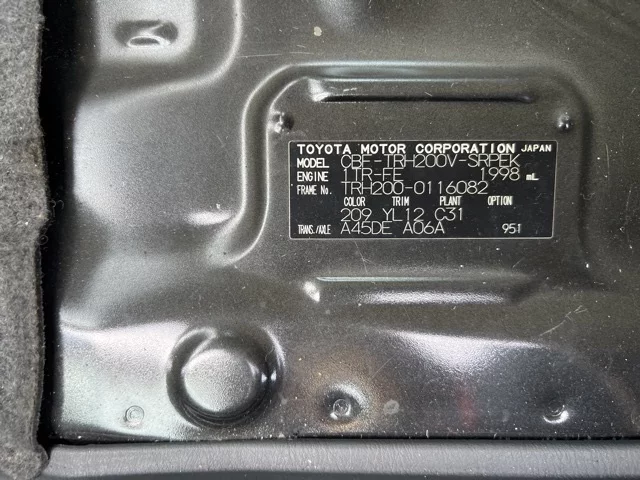 TOYOTA MOTOR CORPORATION JAPAN
MODEL CBF-TRH200V-SRPEK
ENGINE 1TR-FE 1998 mL
FRAME No. TRH200-0116082
COLOR TRIM PLANT OPTION
209 YL12 C31
TRANS./AXLE A45DE A06A 951